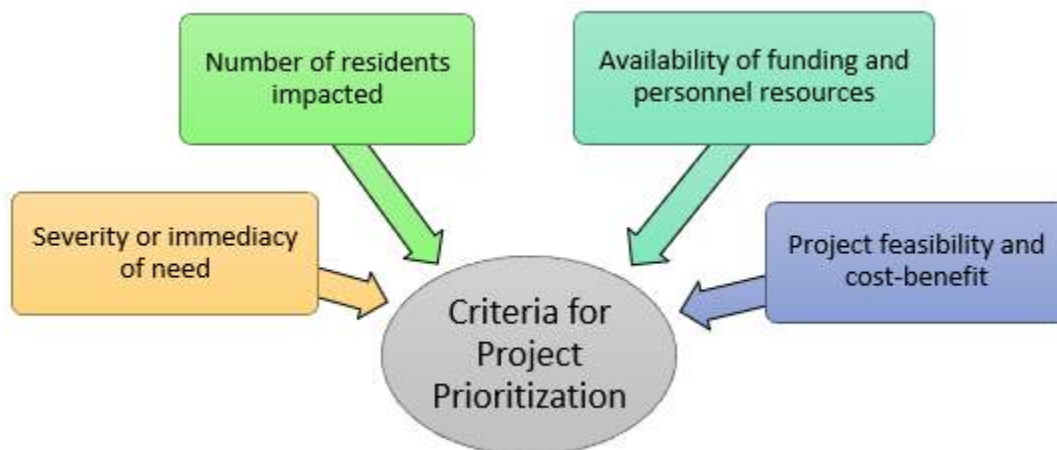 Number of residents
impacted
Availability of funding and
personnel resources
Severity or immediacy
of need
Project feasibility and
cost-benefit
Criteria for
Project
Prioritization